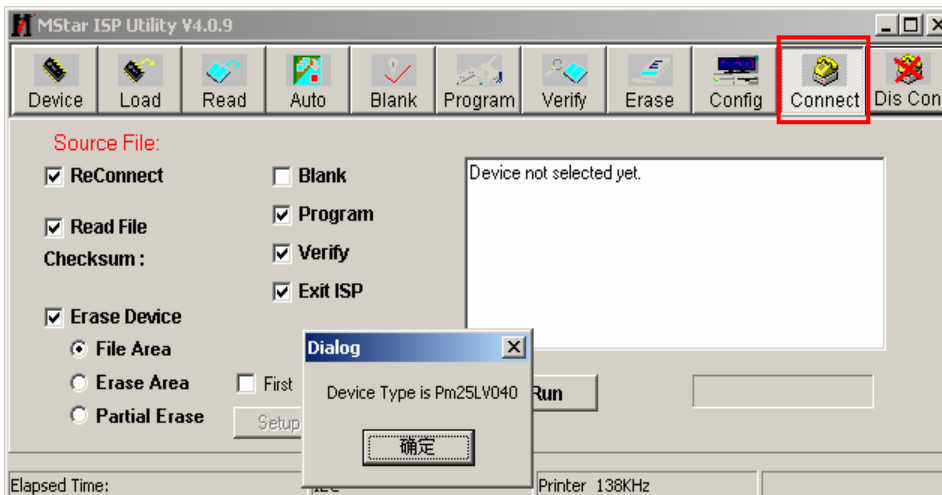 MStar ISP Utility V4.0.9
Device Load Read Auto Blank Program Verify Erase Config Connect Dis Con
Source File:
ReConnect
Blank
Device not selected yet.
Program
Read File
Verify
Checksum :
Exit ISP
Erase Device
File Area
Dialog
Erase Area
First
Device Type is Pm25LV040
Run
Partial Erase
Setup
确定
Elapsed Time:
Printer 138KHz